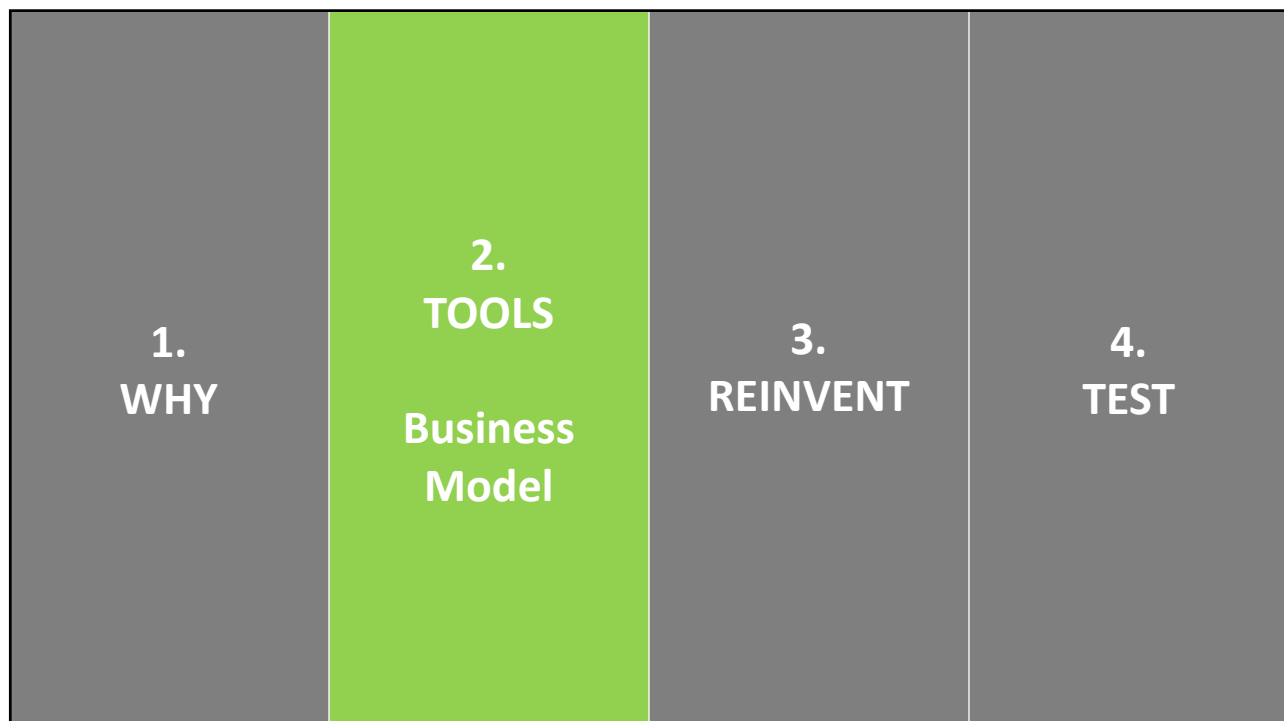 1.
WHY
2.
TOOLS
Business
Model
3.
REINVENT
4.
TEST